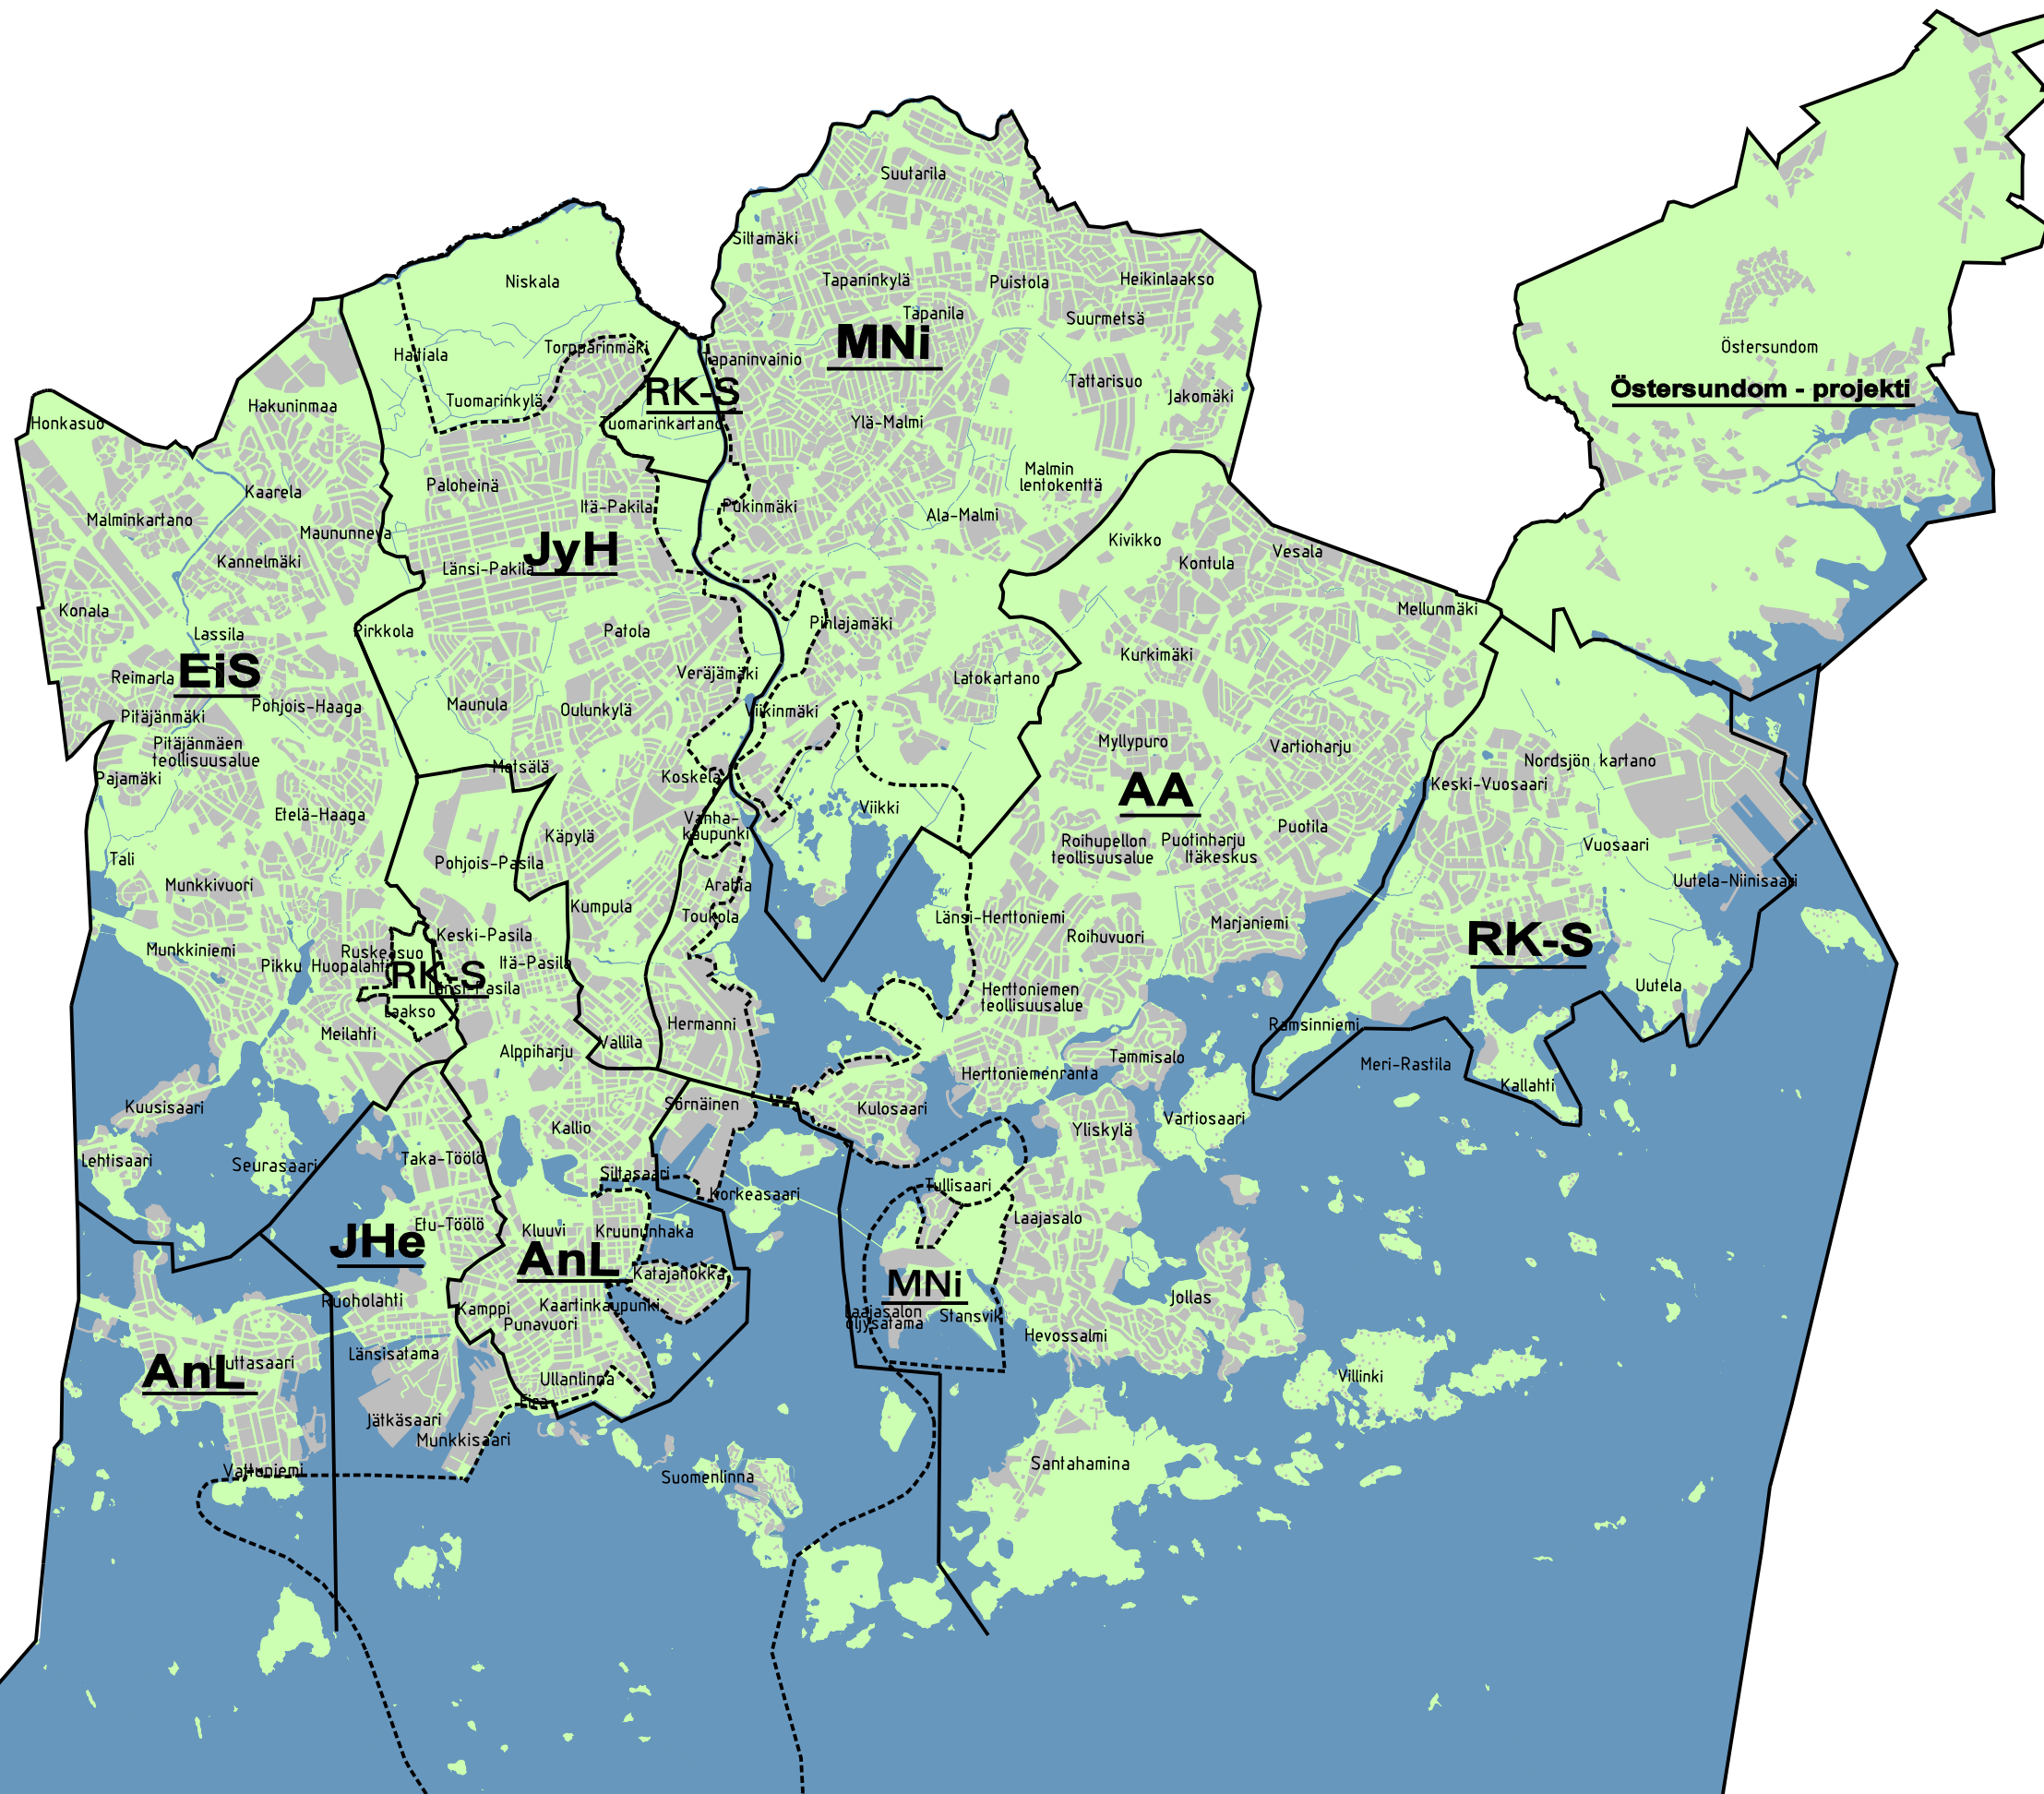 Suutarila
Siltamäki
Tapaninkylä
Puistola
Heikinlaakso
Niskala
Tapanila
Suurmetsä
MNi
Östersundom
Hattiala
Torpparinmäki
Tapaninvainio
Tattarisuo
Jakomäki
Östersundom - projekti
RK-S
Tuomarinkylä
Hakuninmaa
Honkasuo
Tuomarinkartano
Ylä-Malmi
Malmin
lentokenttä
Kaarela
Paloheinä
Itä-Pakila
Pukinmäki
Ala-Malmi
Malminkartano
Maununneva
JyH
Kivikko
Vesala
Kannelmäki
Länsi-Pakila
Kontula
Konala
Lassila
Pirkkola
Patola
Pihlajamäki
Mellunmäki
EiS
Reimarla
Veräjämäki
Latokartano
Kurkimäki
Pohjois-Haaga
Maunula
Oulunkylä
Viikinmäki
Pitäjänmäki
Pitäjänmäen
teollisuusalue
Myllypuro
Vartioharju
Pajamäki
Metsälä
Koskela
AA
Nordsjön kartano
Keski-Vuosaari
Etelä-Haaga
Käpylä
Vanha-
kaupunki
Viikki
Puotila
Tali
Pohjois-Pasila
Roihupellon
teollisuusalue
Puotinharju
Itäkeskus
Vuosaari
Munkkivuori
Arabia
Uutela-Niinisaari
Kumpula
Toukola
Länsi-Herttoniemi
Marjaniemi
Munkkiniemi
Ruskeasuo
Keski-Pasila
Roihuvuori
RK-S
Pikku Huopalahti
RK-S
Itä-Pasila
Länsi-Pasila
Herttoniemen
teollisuusalue
Uutela
Laakso
Meilahti
Hermanni
Ramsinniemi
Alppiharju
Vallila
Tammisalo
Meri-Rastila
Herttoniemenranta
Kallahti
Kuusisaari
Sörnäinen
Kulosaari
Vartiosaari
Kallio
Yliskylä
Lehtisaari
Seurasaari
Taka-Töölö
Siltasaari
Korkeasaari
Tullisaari
JHe
Etu-Töölö
Kluuvi
Kruununhaka
Laajasalo
AnL
Katajanokka
MNi
Ruoholahti
Kamppi
Kaartinkaupunki
Punavuori
Laajasalon
öljysatama
Stansvik
Jollas
Hevossalmi
Länsisatama
AnL
Lauttasaari
Ullanlinna
Villinki
Eira
Jätkäsaari
Munkkisaari
Vattuniemi
Suomenlinna
Santahamina